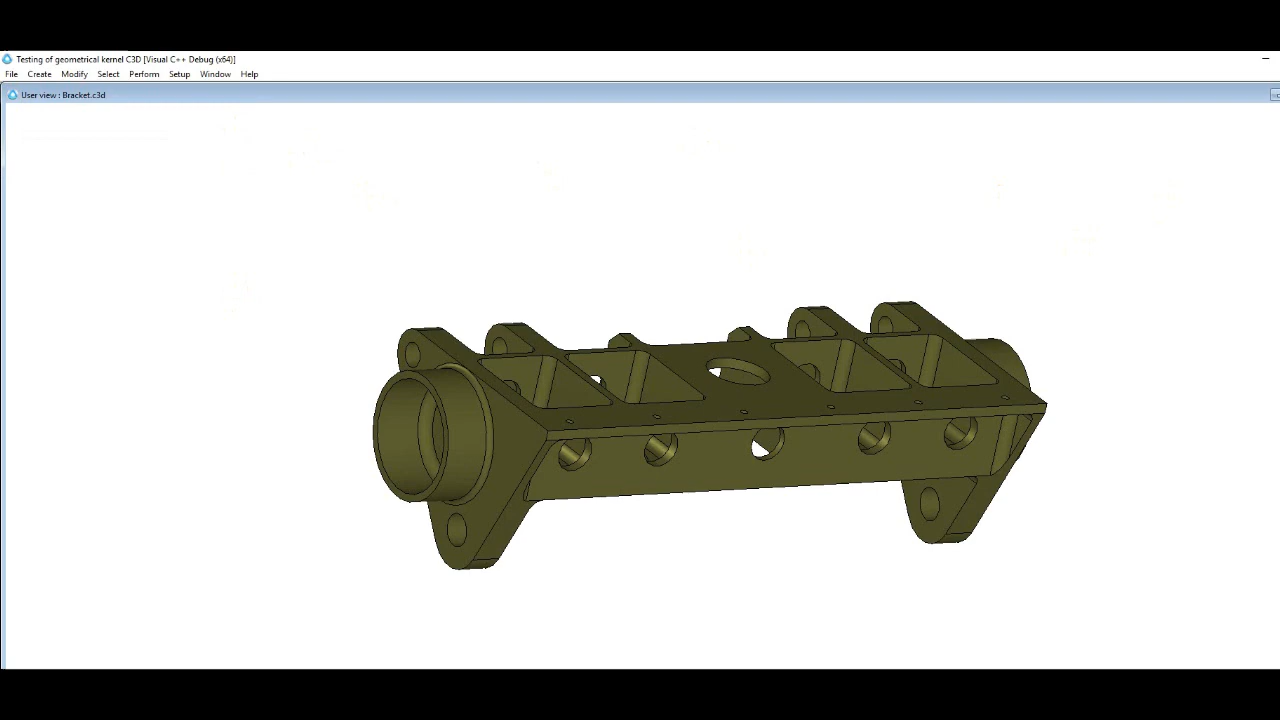 Testing of geometrical kernel C3D [Visual C++ Debug (x64)]
File Create Modify Select Perform Setup Window Help
User view : Bracket.c3d